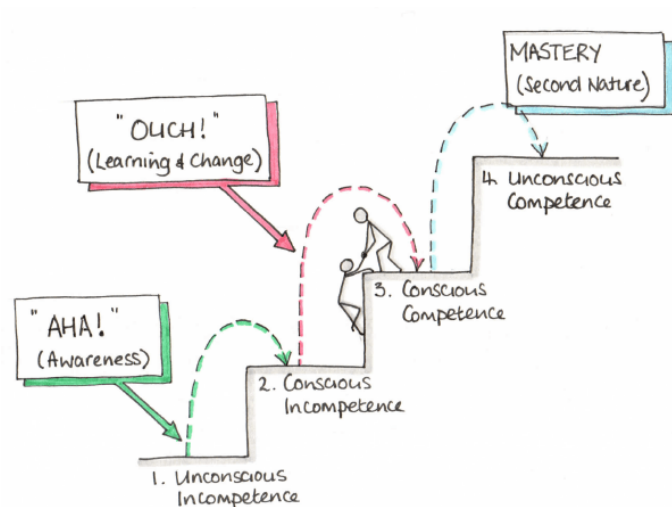 MASTERY
(Second Nature)
"OUCH!"
(Learning & Change)
4. Unconscious
Competence
3. Conscious
Competence
"AHA!"
(Awareness)
2. Conscious
Incompetence
1. Unconscious
Incompetence